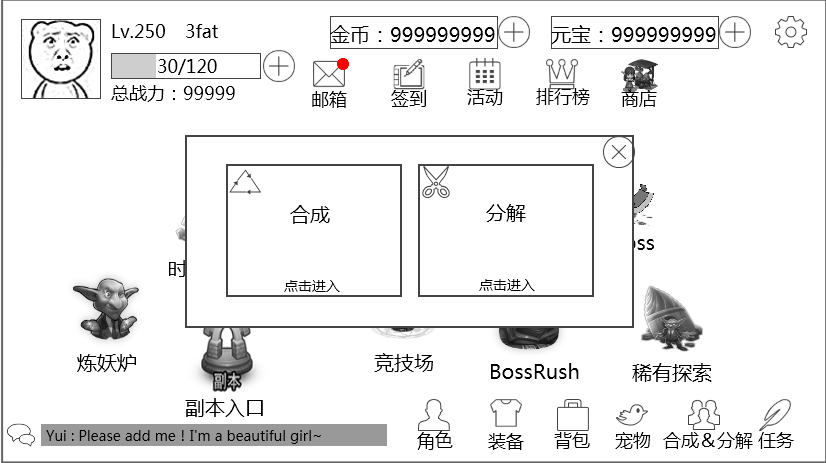 Lv.250 3fat
金币：999999999
元宝：999999999
30/120
总战力：99999
邮箱
签到
活动
排行榜
商店
合成
点击进入
分解
点击进入
时
oss
炼妖炉
副本
副本入口
竞技场
BossRush
稀有探索
Yui : Please add me ! I'm a beautiful girl~
角色
装备
背包
宠物
合成＆分解
任务